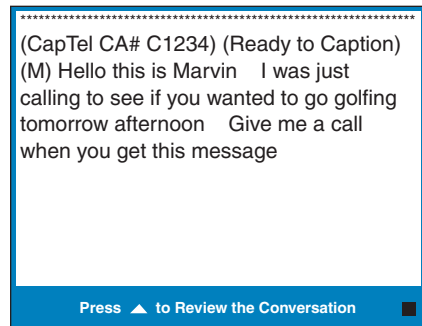 *******************************************************************
(CapTel CA# C1234) (Ready to Caption)
(M) Hello this is Marvin    I was just
calling to see if you wanted to go golfing
tomorrow afternoon    Give me a call
when you get this message
Press ▲ to Review the Conversation